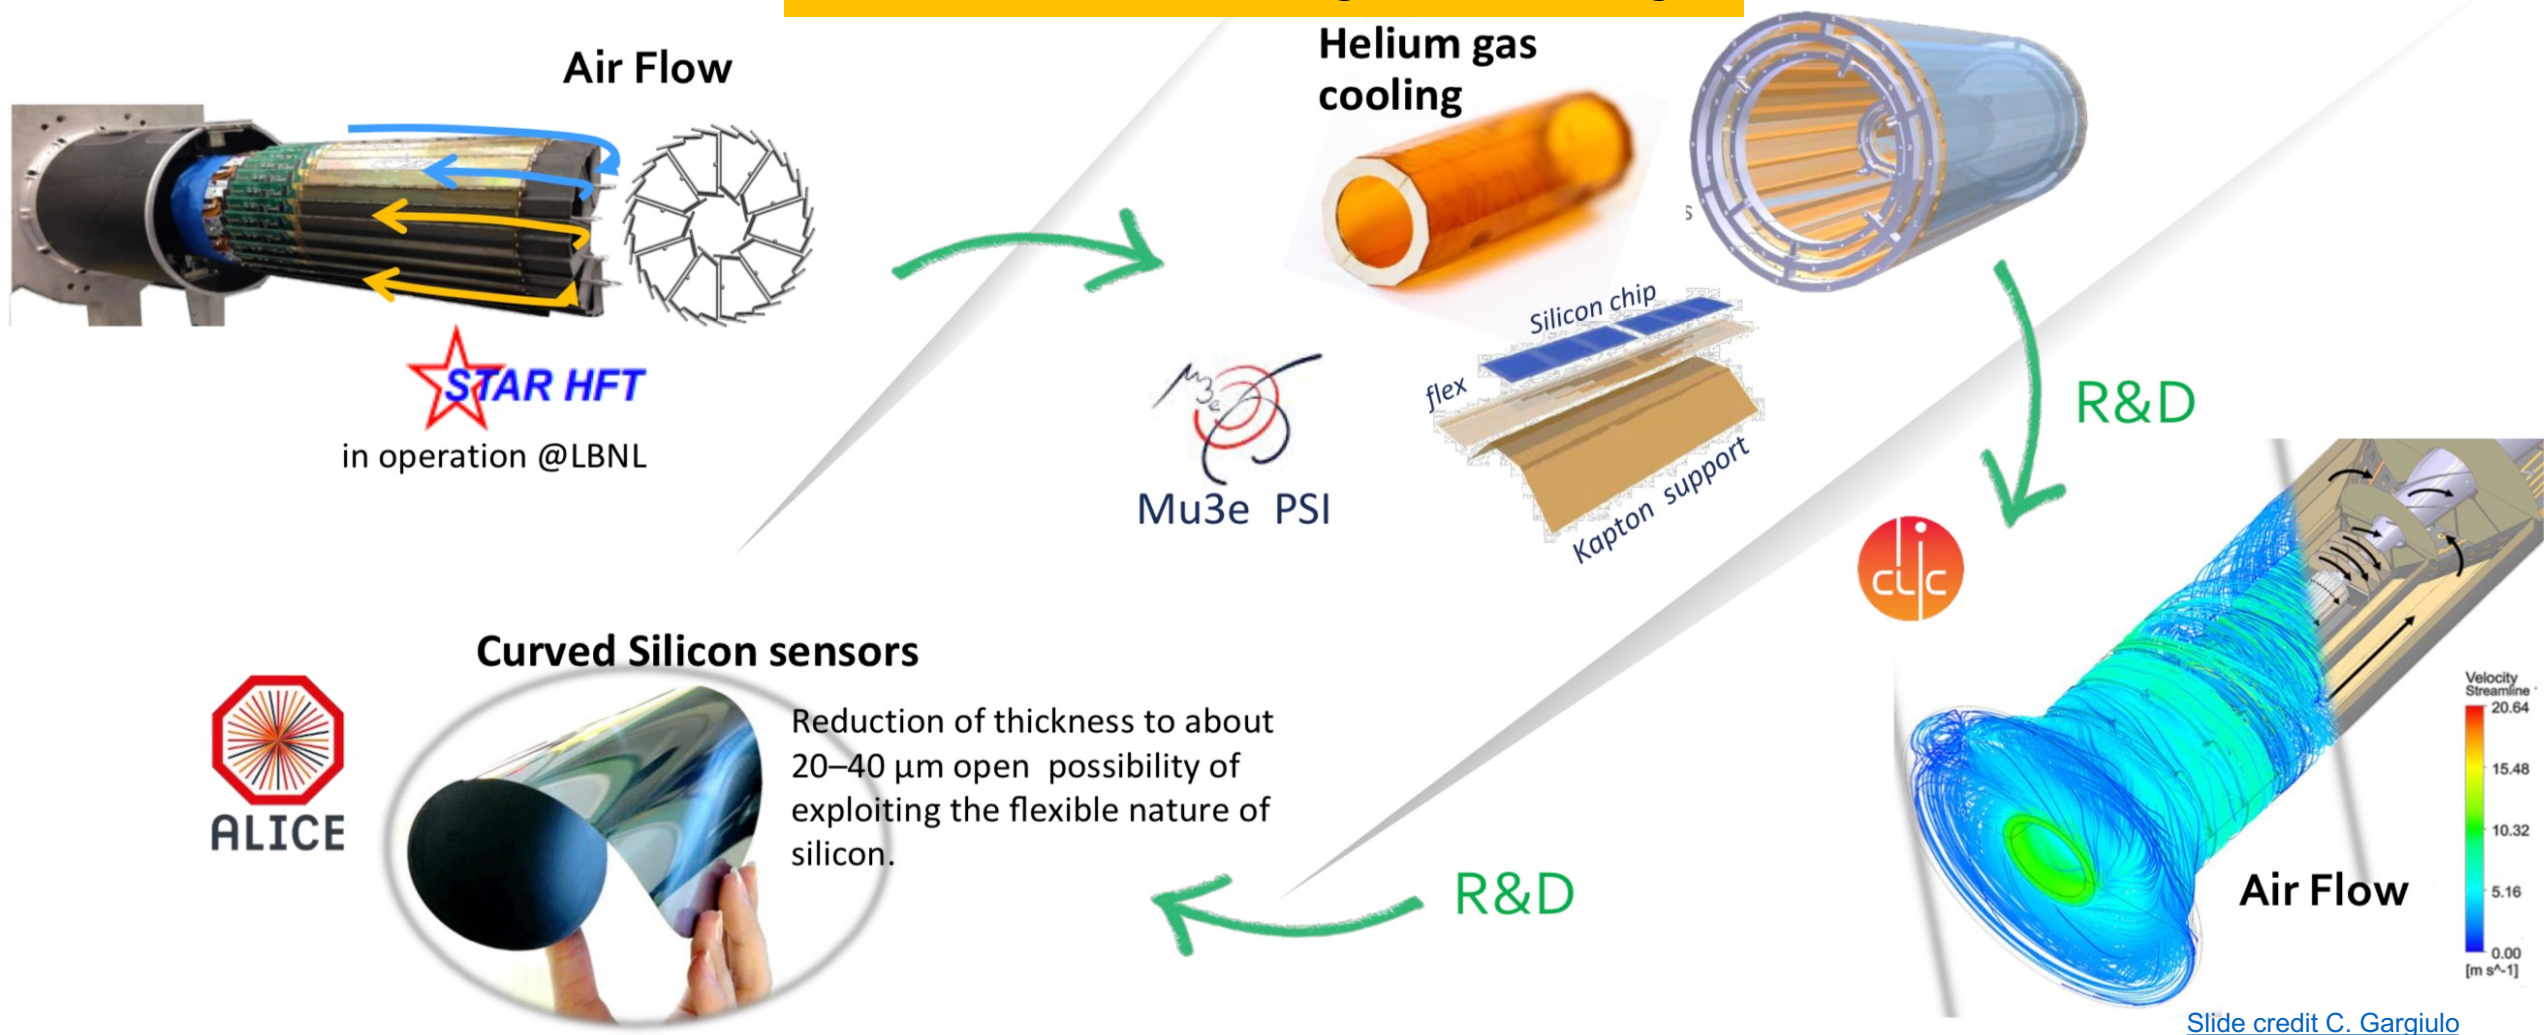 Air Flow
STAR HFT
in operation @LBNL
Helium gas
cooling
s
Silicon chip
flex
Kapton support
Mu3e
Mu3e PSI
R&D
clic
Velocity
Streamline
20.64
15.48
10.32
5.16
0.00
[m s^-1]
Air Flow
R&D
Curved Silicon sensors
ALICE
Reduction of thickness to about
20–40 μm open possibility of
exploiting the flexible nature of
silicon.
Slide credit C. Gargiulo